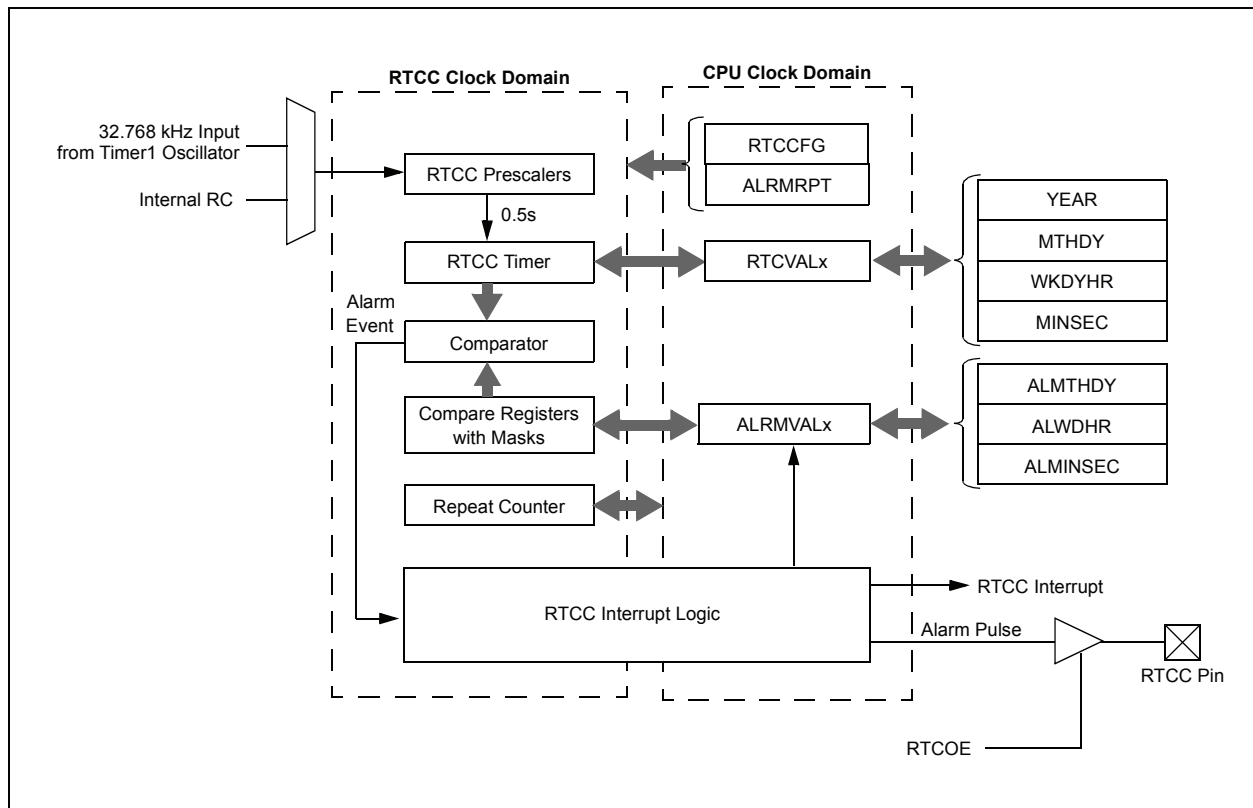 RTCC Clock Domain
CPU Clock Domain
32.768 kHz Input
from Timer1 Oscillator
Internal RC
RTCC Prescalers
0.5s
RTCC Timer
Alarm
Event
Comparator
Compare Registers
with Masks
Repeat Counter
RTCC Interrupt Logic
RTCCFG
ALRMRPT
RTCVALx
ALRMVALx
YEAR
MTHDY
WKDYHR
MINSEC
ALMTHDY
ALWDHR
ALMINSEC
RTCC Interrupt
Alarm Pulse
RTCC Pin
RTCOE